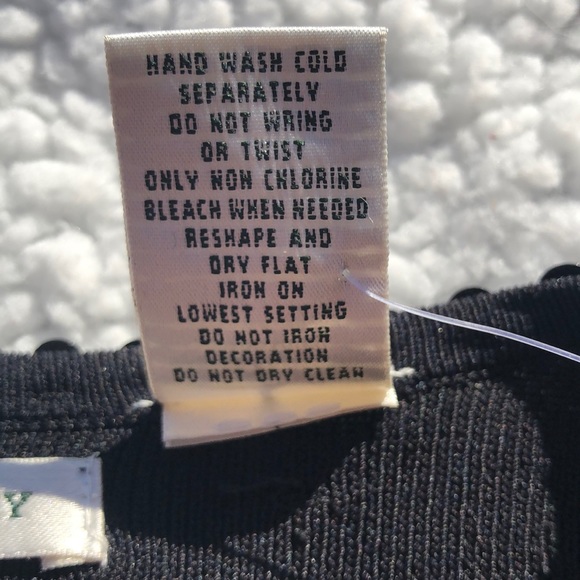 HAND WASH COLD
SEPARATELY
DO NOT WRING
OR TWIST
ONLY NON CHLORINE
BLEACH WHEN NEEDED
RESHAPE AND
DRY FLAT
IRON ON
LOWEST SETTING
DO NOT IRON
DECORATION
DO NOT DRY CLEAN
Y